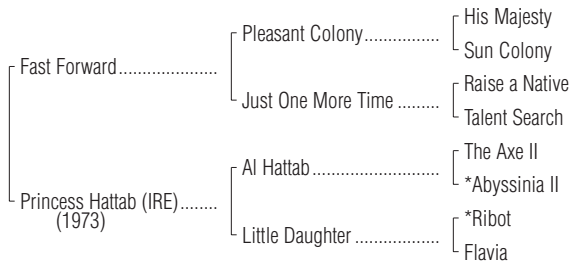 His Majesty
Pleasant Colony................
Sun Colony
Fast Forward.....................
Raise a Native
Just One More Time .........
Talent Search
The Axe II
Al Hattab...........................
*Abyssinia II
Princess Hattab (IRE)........
(1973)
*Ribot
Little Daughter ..................
Flavia